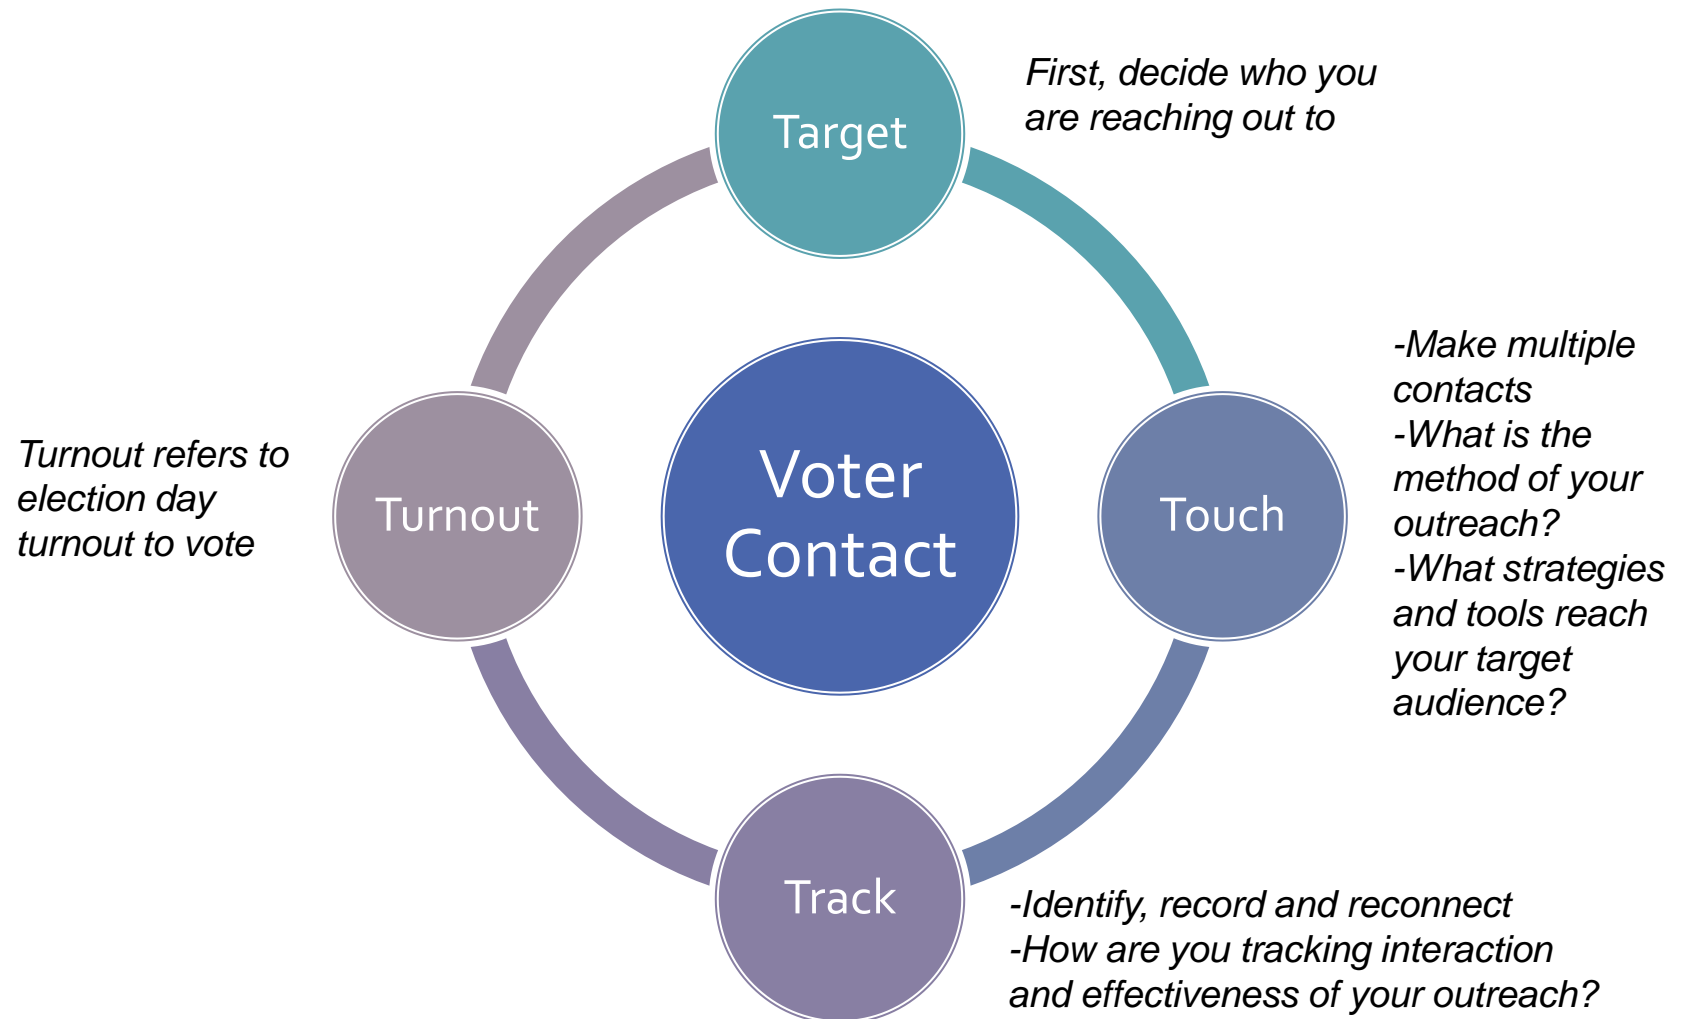 Target
First, decide who you
are reaching out to
-Make multiple
contacts
-What is the
method of your
outreach?
-What strategies
and tools reach
your target
audience?
Touch
Voter
Contact
Turnout
Turnout refers to
election day
turnout to vote
Track
-Identify, record and reconnect
-How are you tracking interaction
and effectiveness of your outreach?